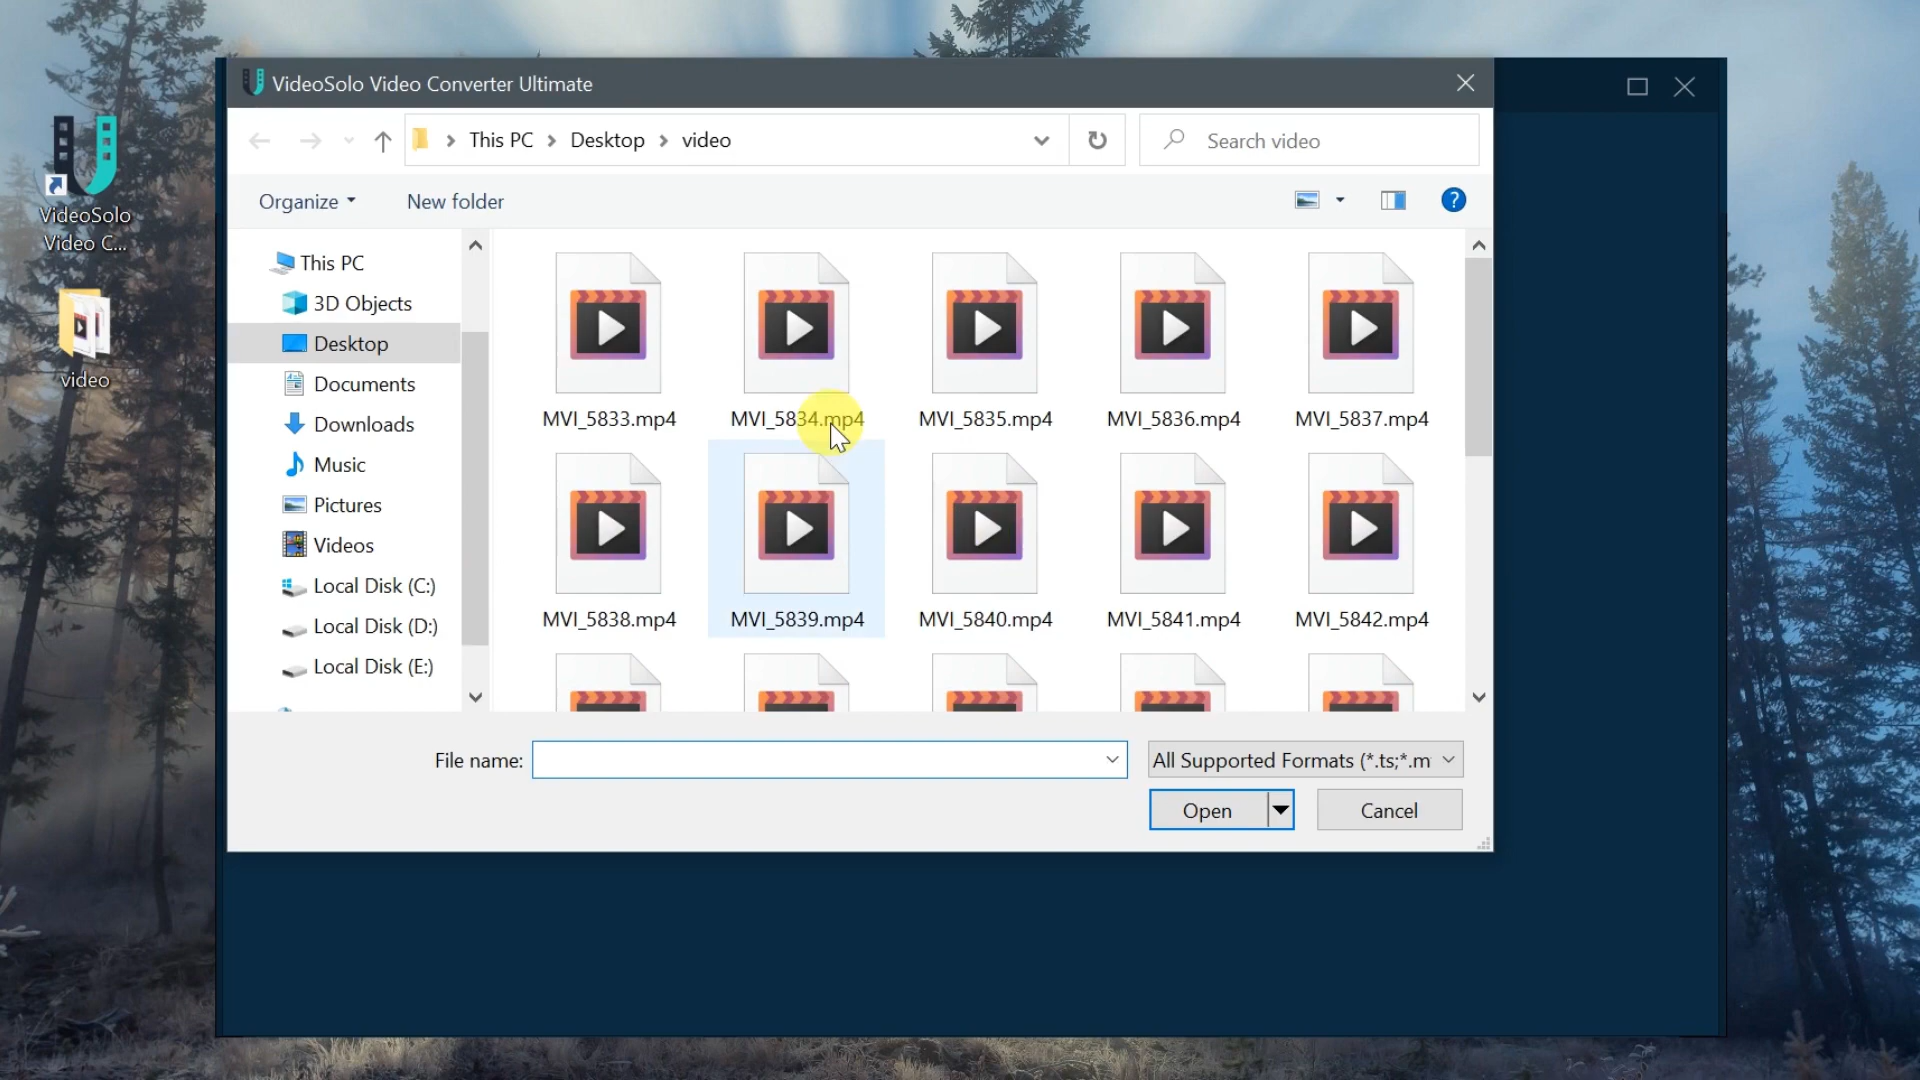 VideoSolo Video Converter Ultimate
This PC
Desktop
video
Search video
Organize
New folder
?
VideoSolo
Video C...
video
This PC
3D Objects
Desktop
Documents
Downloads
Music
Pictures
Videos
Local Disk (C:)
Local Disk (D:)
Local Disk (E:)
MVI_5833.mp4
MVI_5834.mp4
MVI_5835.mp4
MVI_5836.mp4
MVI_5837.mp4
MVI_5838.mp4
MVI_5839.mp4
MVI_5840.mp4
MVI_5841.mp4
MVI_5842.mp4
File name:
All Supported Formats (*.ts;*.m
Open
Cancel